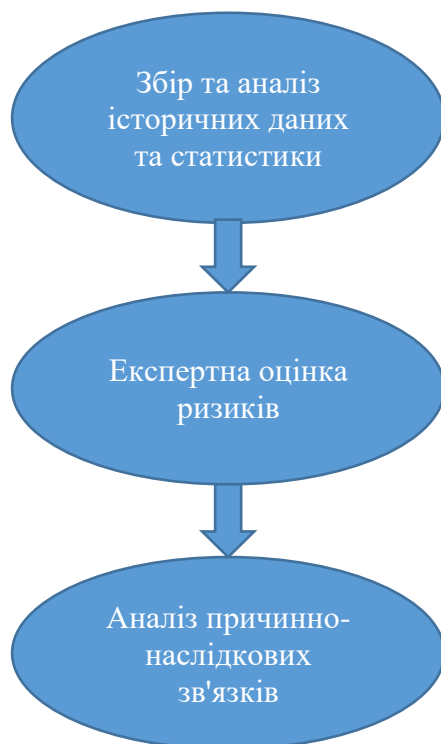 Збір та аналіз
історичних даних
та статистики
Експертна оцінка
ризиків
Аналіз причинно-
наслідкових
зв'язків